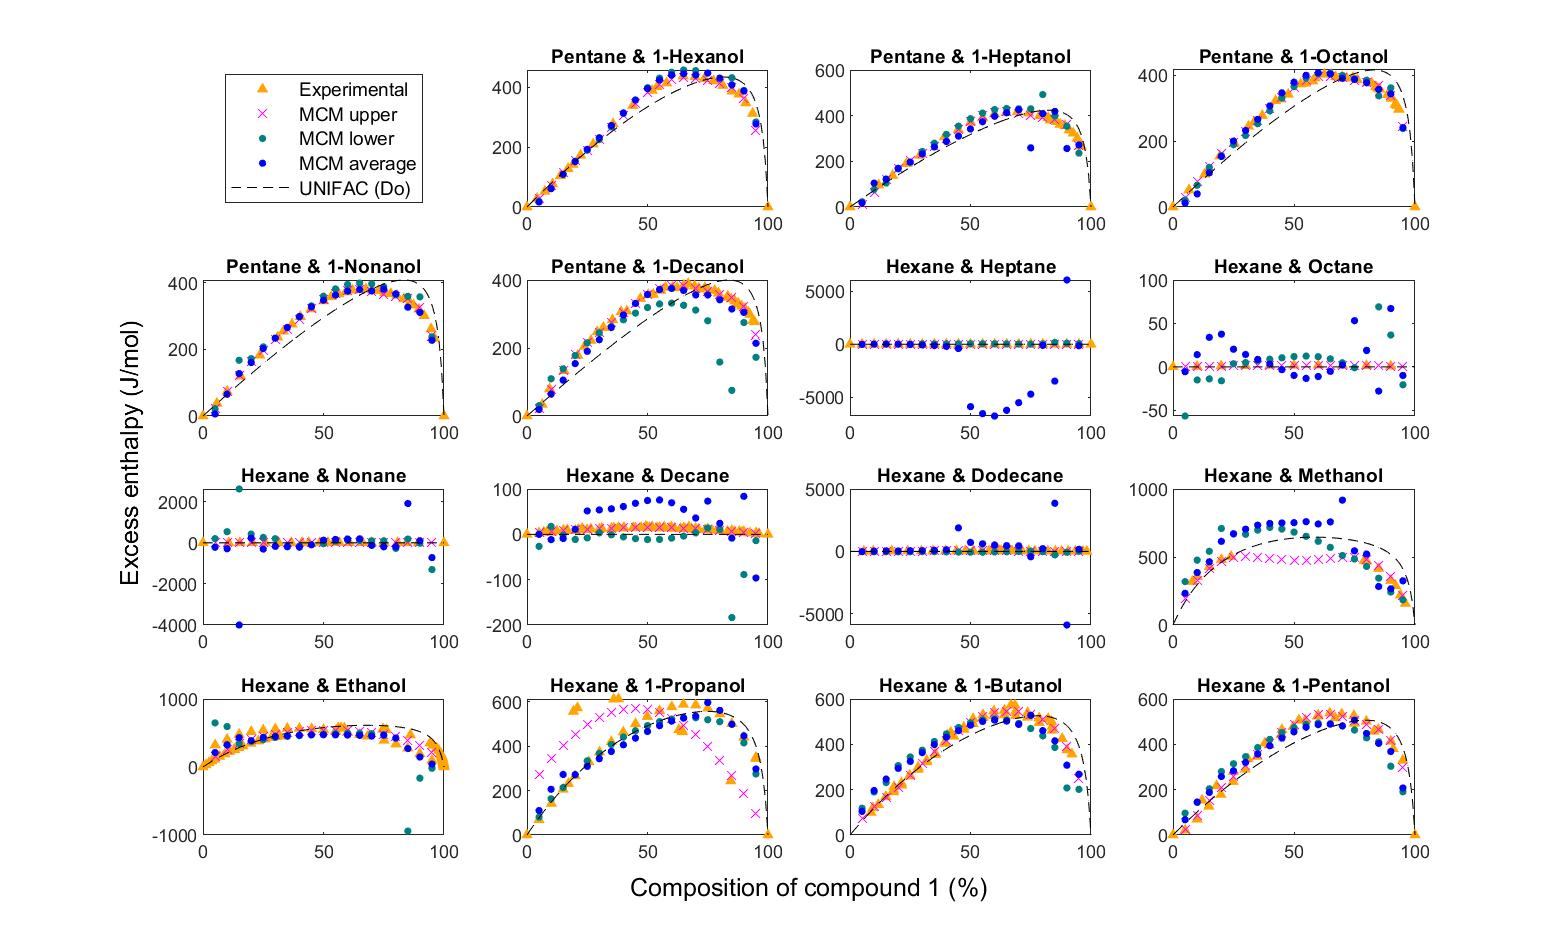 Experimental
MCM upper
MCM lower
MCM average
UNIFAC (Do)
Pentane & 1-Hexanol
400
200
0
0 50 100
Pentane & 1-Heptanol
600
400
200
0
0 50 100
Pentane & 1-Octanol
400
200
0
0 50 100
Excess enthalpy (J/mol)
Pentane & 1-Nonanol
400
200
0
0 50 100
Pentane & 1-Decanol
400
300
200
100
0
0 50 100
Hexane & Heptane
5000
0
-5000
0 50 100
Hexane & Octane
100
50
0
-50
0 50 100
Hexane & Nonane
2000
0
-2000
-4000
0 50 100
Hexane & Decane
100
0
-100
-200
0 50 100
Hexane & Dodecane
5000
0
-5000
0 50 100
Hexane & Methanol
1000
500
0
0 50 100
Hexane & Ethanol
1000
0
-1000
0 50 100
Hexane & 1-Propanol
600
400
200
0
0 50 100
Hexane & 1-Butanol
600
400
200
0
0 50 100
Hexane & 1-Pentanol
600
400
200
0
0 50 100
Composition of compound 1 (%)